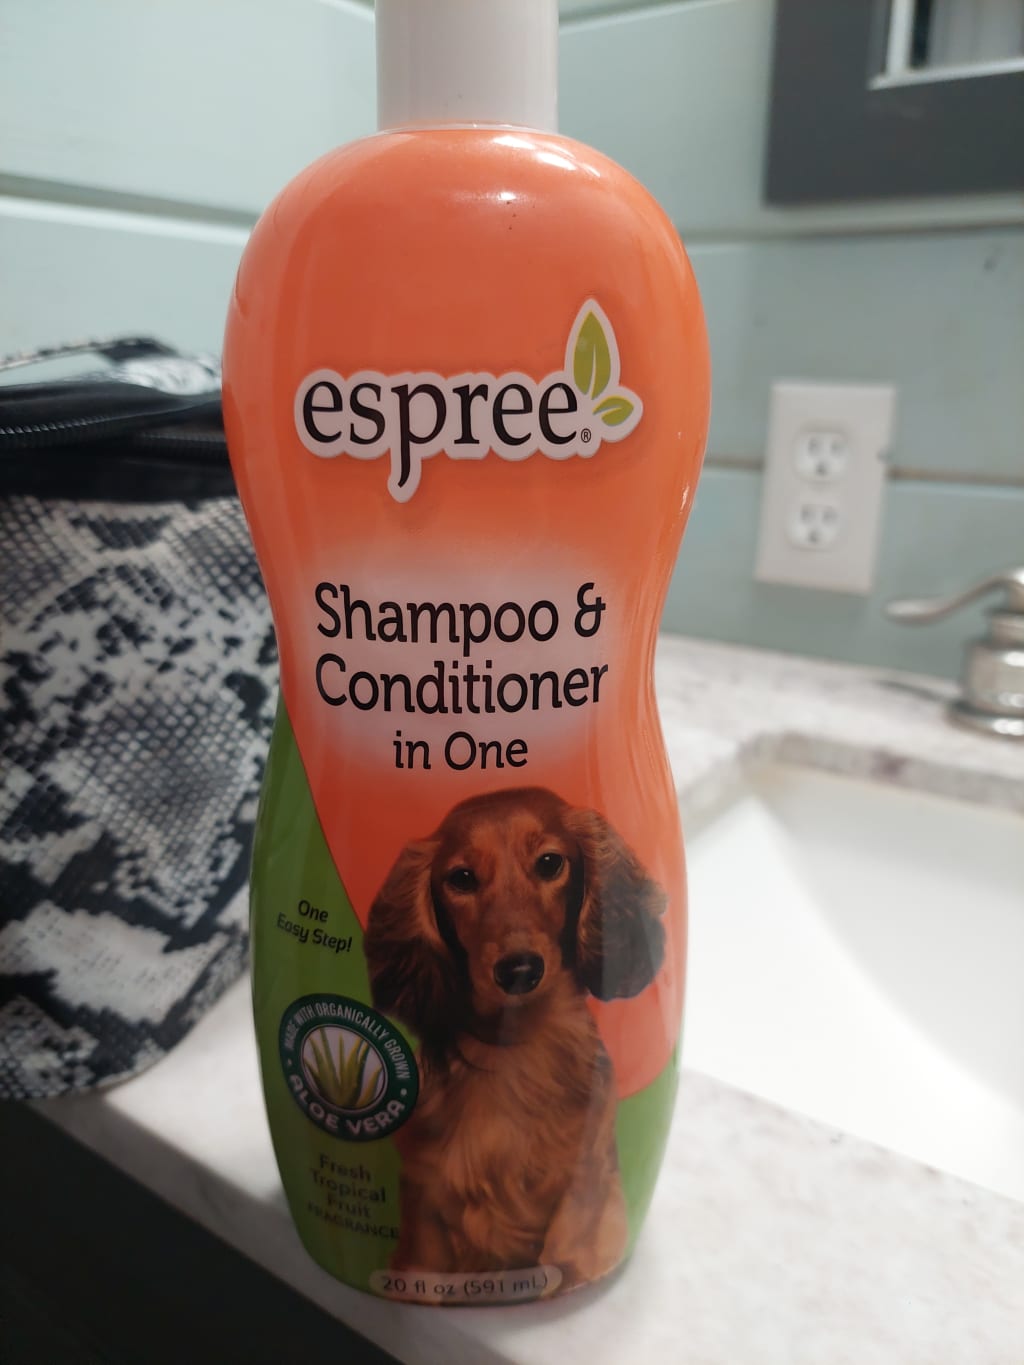 espree®
Shampoo &
Conditioner
in One
One
Easy Step!
MADE WITH ORGANICALLY GROWN
• ALOE VERA •
Fresh
Tropical
Fruit
FRAGRANCE
20 fl oz (591 mL)